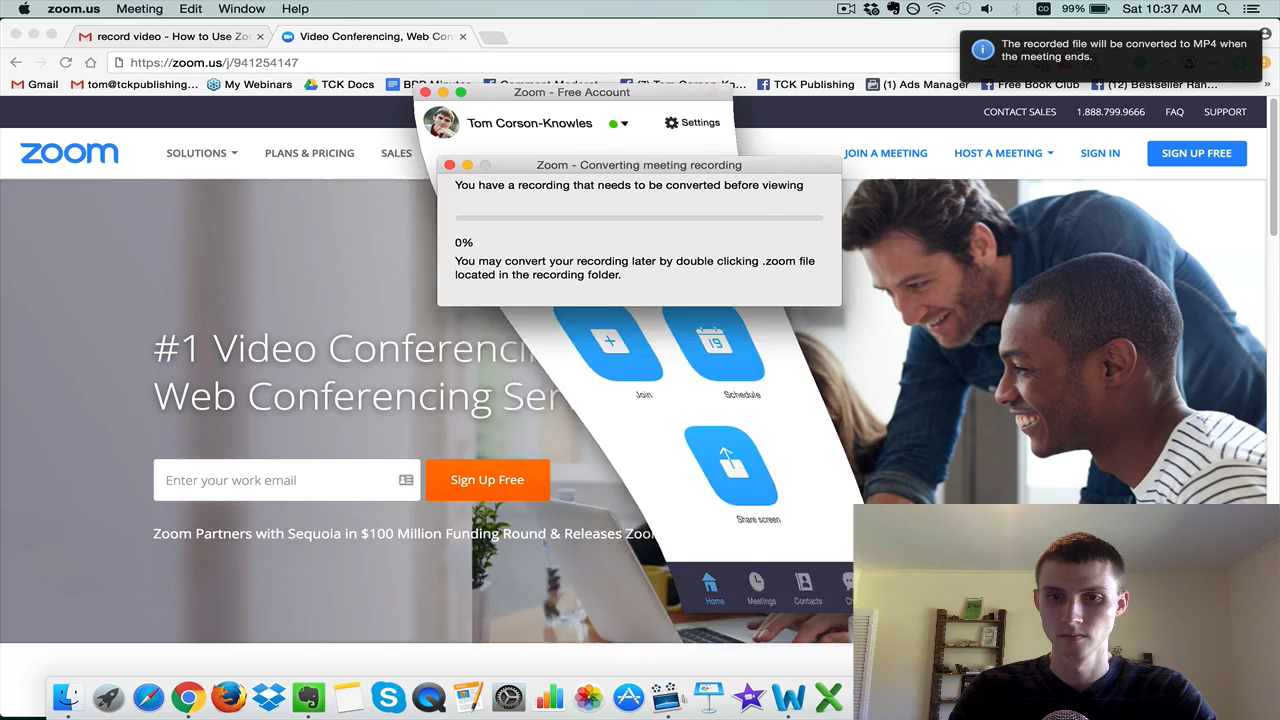 zoom.us Meeting Edit Window Help 99% Sat 10:37 AM
record video - How to Use Zo
Video Conferencing, Web Con
https://zoom.us/j/941254147
The recorded file will be converted to MP4 when
the meeting ends.
Gmail tom@tckpublishing... My Webinars TCK Docs TCK Publishing (1) Ads Manager Free Book Club (12) Bestseller Ran...
Zoom - Free Account
CONTACT SALES 1.888.799.9666 FAQ SUPPORT
Tom Corson-Knowles Settings
zoom SOLUTIONS PLANS & PRICING SALES JOIN A MEETING HOST A MEETING SIGN IN SIGN UP FREE
Zoom - Converting meeting recording
You have a recording that needs to be converted before viewing
0%
You may convert your recording later by double clicking .zoom file
located in the recording folder.
#1 Video Conferenci
Web Conferencing Ser
Join Schedule
19
Enter your work email Sign Up Free
Share screen
Zoom Partners with Sequoia in $100 Million Funding Round & Releases Zoo
Home Meetings Contacts